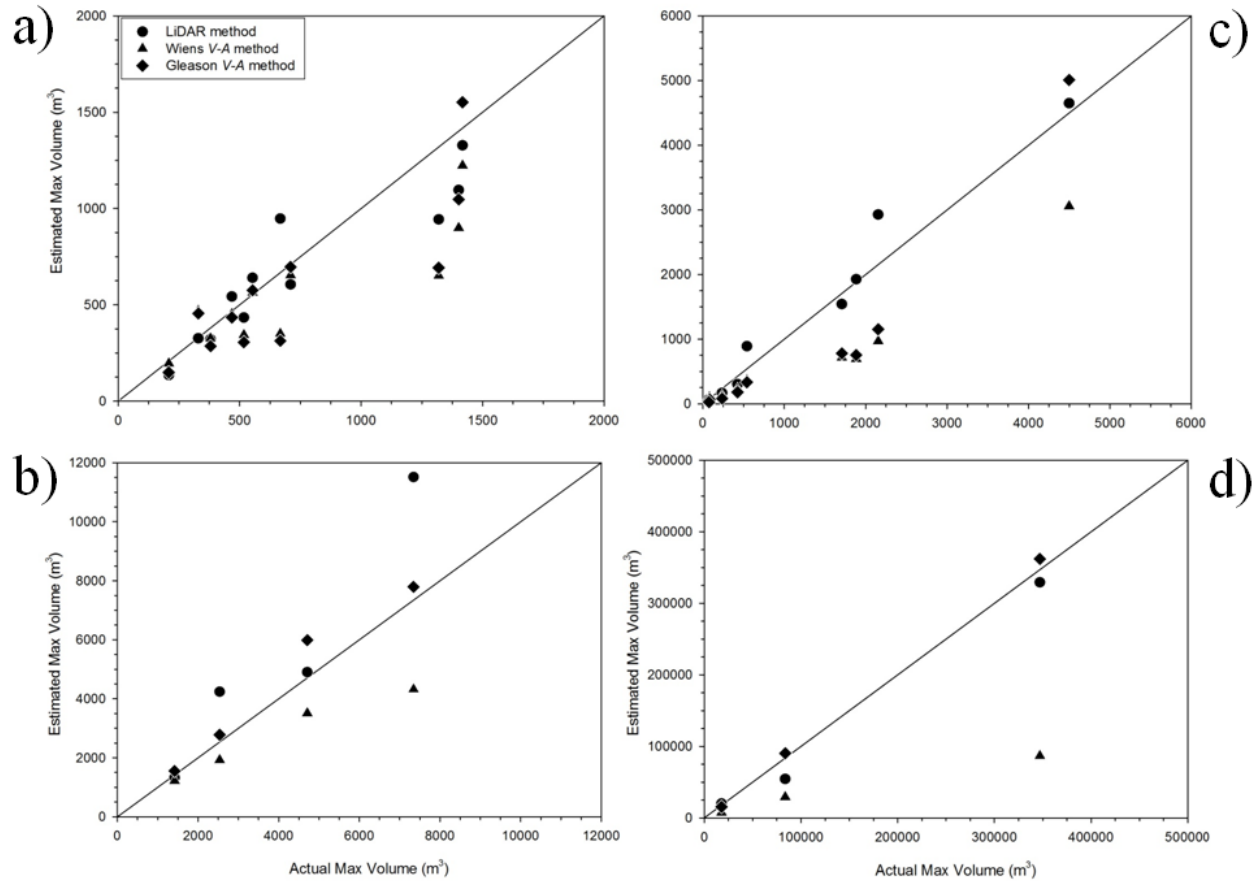 a)
2000
1500
1000
500
0
Estimated Max Volume (m³)
LiDAR method
Wiens V-A method
Gleason V-A method
0 500 1000 1500 2000
c)
6000
5000
4000
3000
2000
1000
0
Estimated Max Volume (m³)
0 1000 2000 3000 4000 5000 6000
b)
12000
10000
8000
6000
4000
2000
0
Estimated Max Volume (m³)
0 2000 4000 6000 8000 10000 12000
Actual Max Volume (m³)
d)
500000
400000
300000
200000
100000
0
Estimated Max Volume (m³)
0 100000 200000 300000 400000 500000
Actual Max Volume (m³)